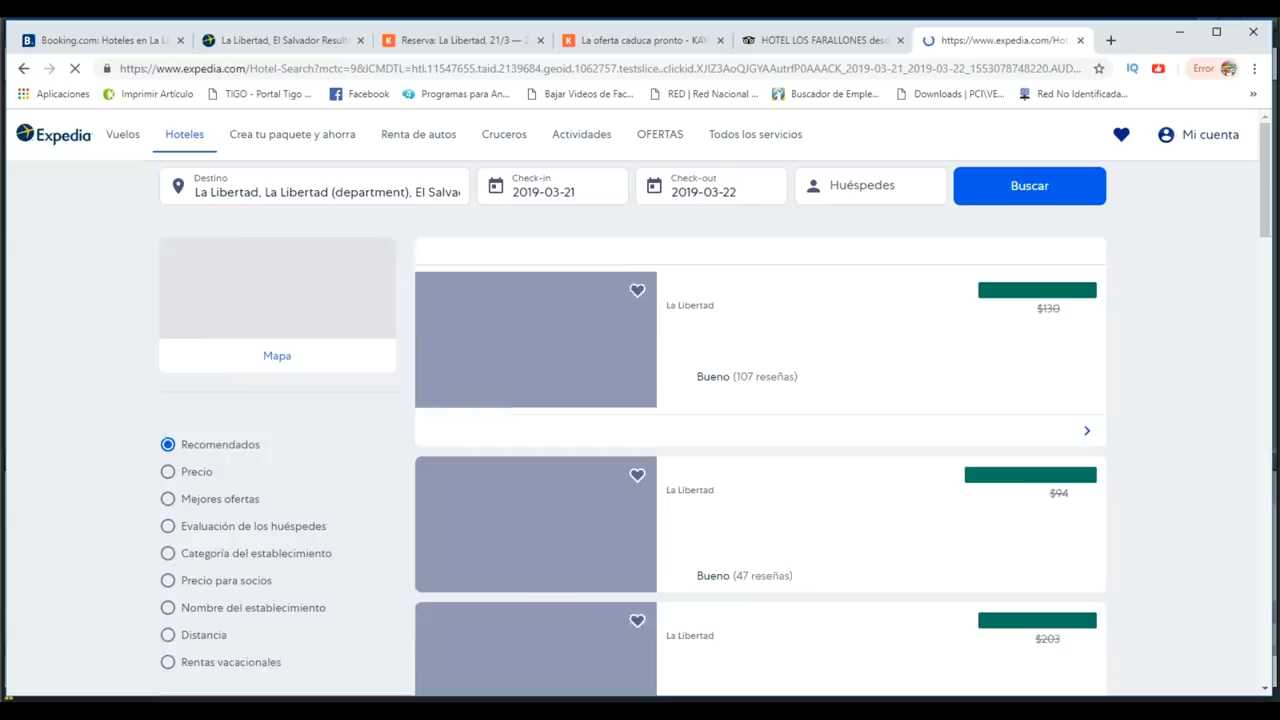 Booking.com: Hoteles en La Li
La Libertad, El Salvador Result
Reserva: La Libertad, 21/3 — 2
La oferta caduca pronto - KAY
HOTEL LOS FARALLONES desd
https://www.expedia.com/Hot
https://www.expedia.com/Hotel-Search?mctc=9&ICMDTL=htl.11547655.taid.2139684.geoid.1062757.testslice..clickid.XJIZ3AoQJGYAAutrfP0AAACK_2019-03-21_2019-03-22_1553078748220.AUD...
IQ
Error
Aplicaciones
Imprimir Artículo
TIGO - Portal Tigo ...
Facebook
Programas para An...
Bajar Videos de Fac...
RED | Red Nacional ...
Buscador de Emple...
Downloads | PCI\VE...
Red No Identificada...
»
Expedia
Vuelos
Hoteles
Crea tu paquete y ahorra
Renta de autos
Cruceros
Actividades
OFERTAS
Todos los servicios
Mi cuenta
Destino
La Libertad, La Libertad (department), El Salva
Check-in
2019-03-21
Check-out
2019-03-22
Huéspedes
Buscar
Mapa
Recomendados
Precio
Mejores ofertas
Evaluación de los huéspedes
Categoría del establecimiento
Precio para socios
Nombre del establecimiento
Distancia
Rentas vacacionales
La Libertad
$130
Bueno (107 reseñas)
La Libertad
$94
Bueno (47 reseñas)
La Libertad
$203